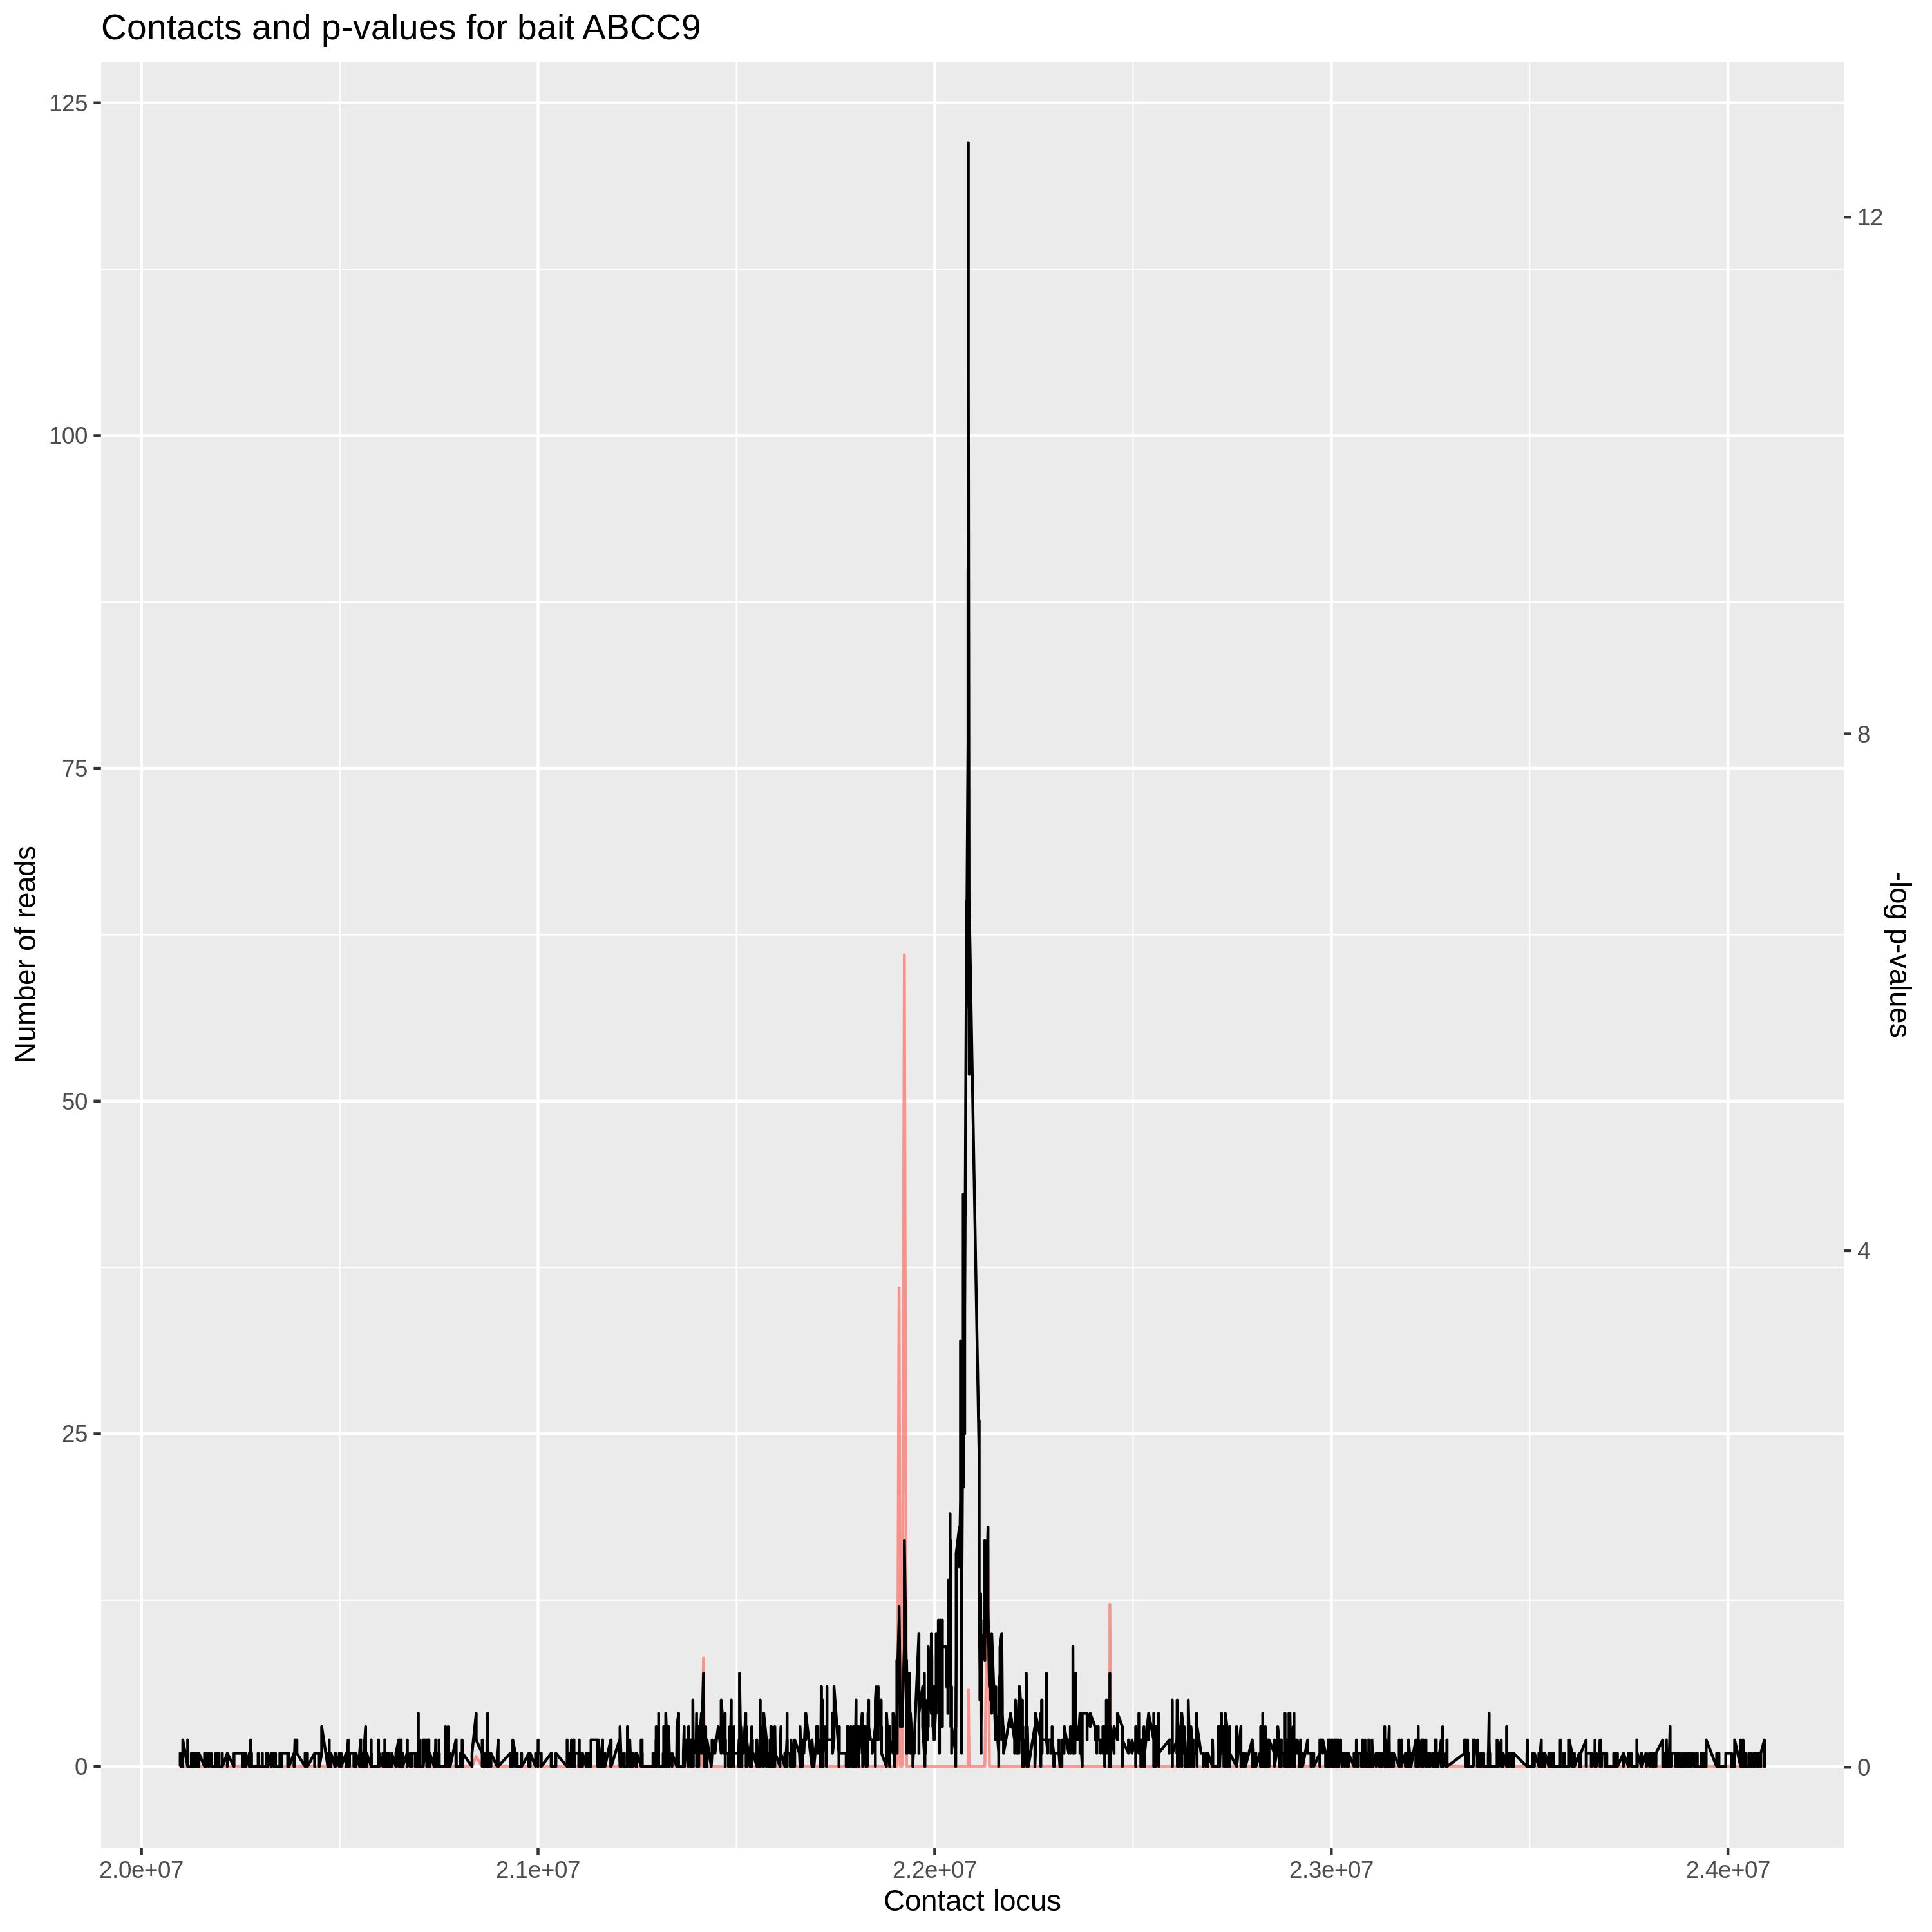 Contacts and p-values for bait ABCC9
125
100
75
50
25
0
Number of reads
12
8
4
0
-log p-values
2.0e+07
2.1e+07
2.2e+07
2.3e+07
2.4e+07
Contact locus